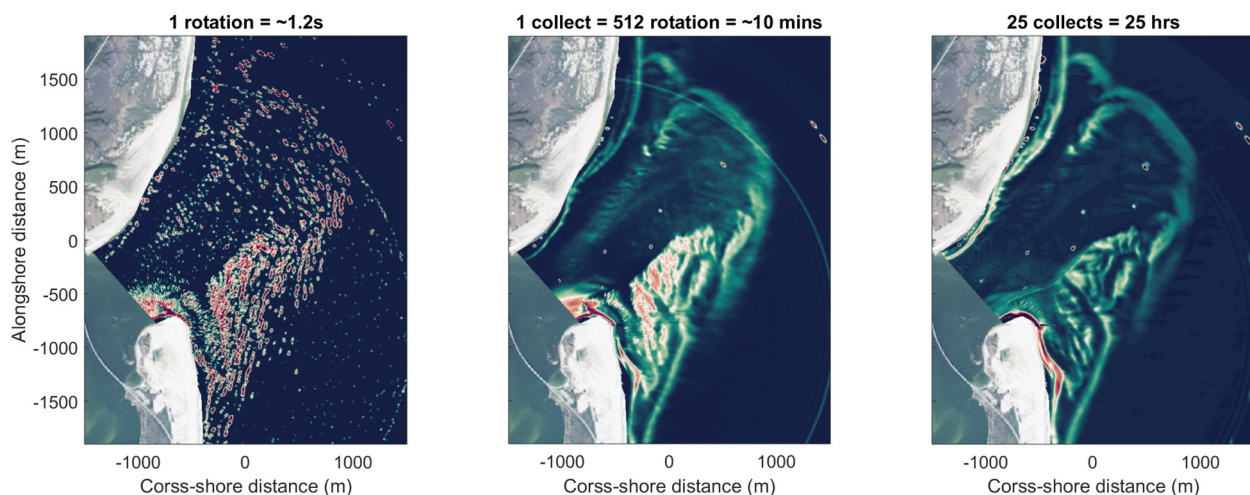 1 rotation = ~1.2s
1 collect = 512 rotation = ~10 mins
25 collects = 25 hrs
Alongshore distance (m)
1500
1000
500
0
-500
-1000
-1500
-1000 0 1000
-1000 0 1000
-1000 0 1000
Corss-shore distance (m)
Corss-shore distance (m)
Corss-shore distance (m)